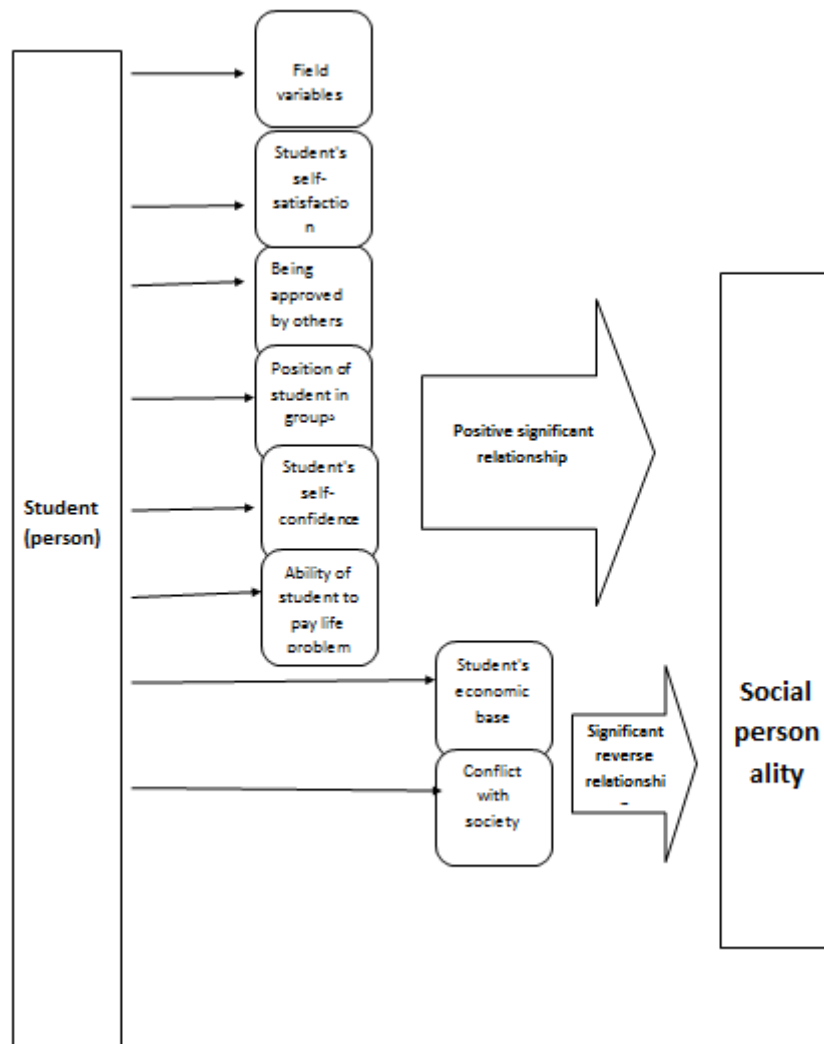 Field
variables
Student's
self-
satisfactio
n
Being
approved
by others
Position of
student in
groups
Student's
self-
confidence
Ability of
student to
pay life
problem
Student
(person)
Positive significant
relationship
Student's
economic
base
Conflict
with
society
Significant
reverse
relationshi
Social
person
ality